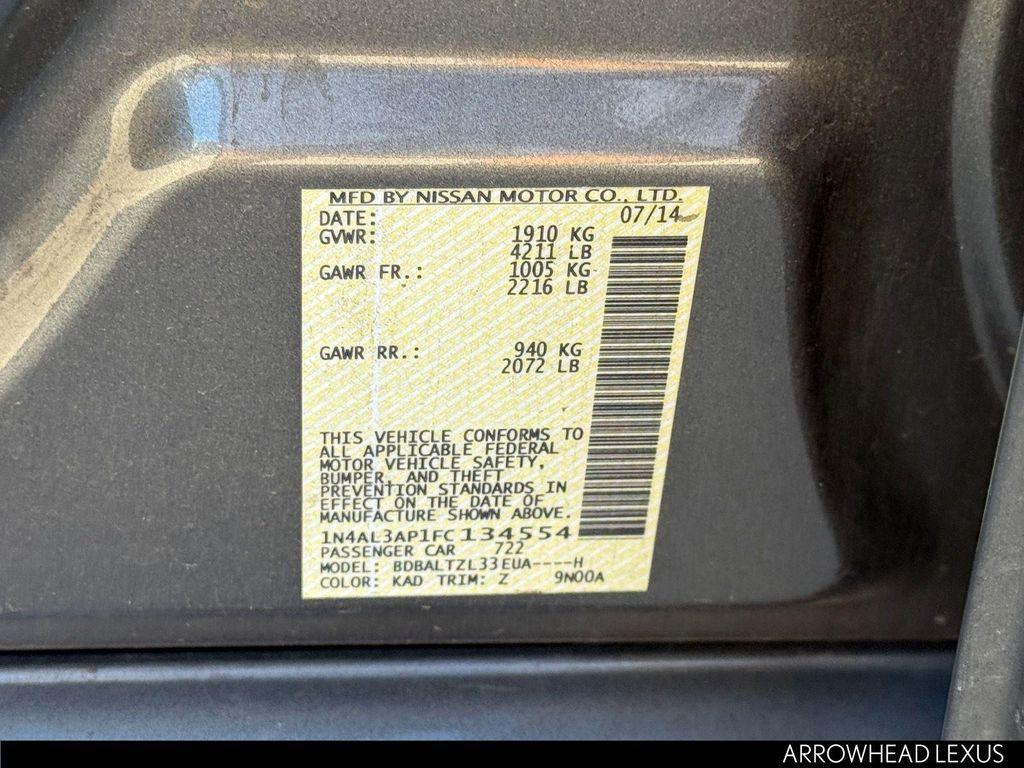 MFD BY NISSAN MOTOR CO., LTD.
DATE: 07/14
GVWR: 1910 KG
4211 LB
GAWR FR.: 1005 KG
2216 LB
GAWR RR.: 940 KG
2072 LB
THIS VEHICLE CONFORMS TO
ALL APPLICABLE FEDERAL
MOTOR VEHICLE SAFETY,
BUMPER, AND THEFT
PREVENTION STANDARDS IN
EFFECT ON THE DATE OF
MANUFACTURE SHOWN ABOVE.
1N4AL3AP1FC134554
PASSENGER CAR 722
MODEL: BDBALTZL33EUA----H
COLOR: KAD TRIM: Z 9N00A
ARROWHEAD LEXUS